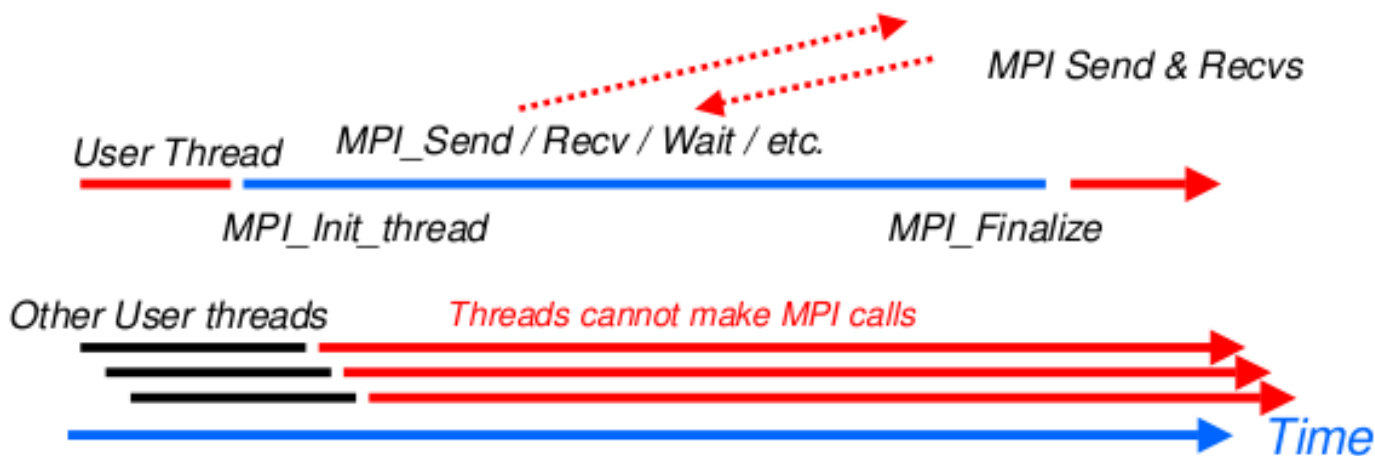 MPI Send & Recvs
User Thread
MPI_Send / Recv / Wait / etc.
MPI_Init_thread
MPI_Finalize
Other User threads
Threads cannot make MPI calls
Time